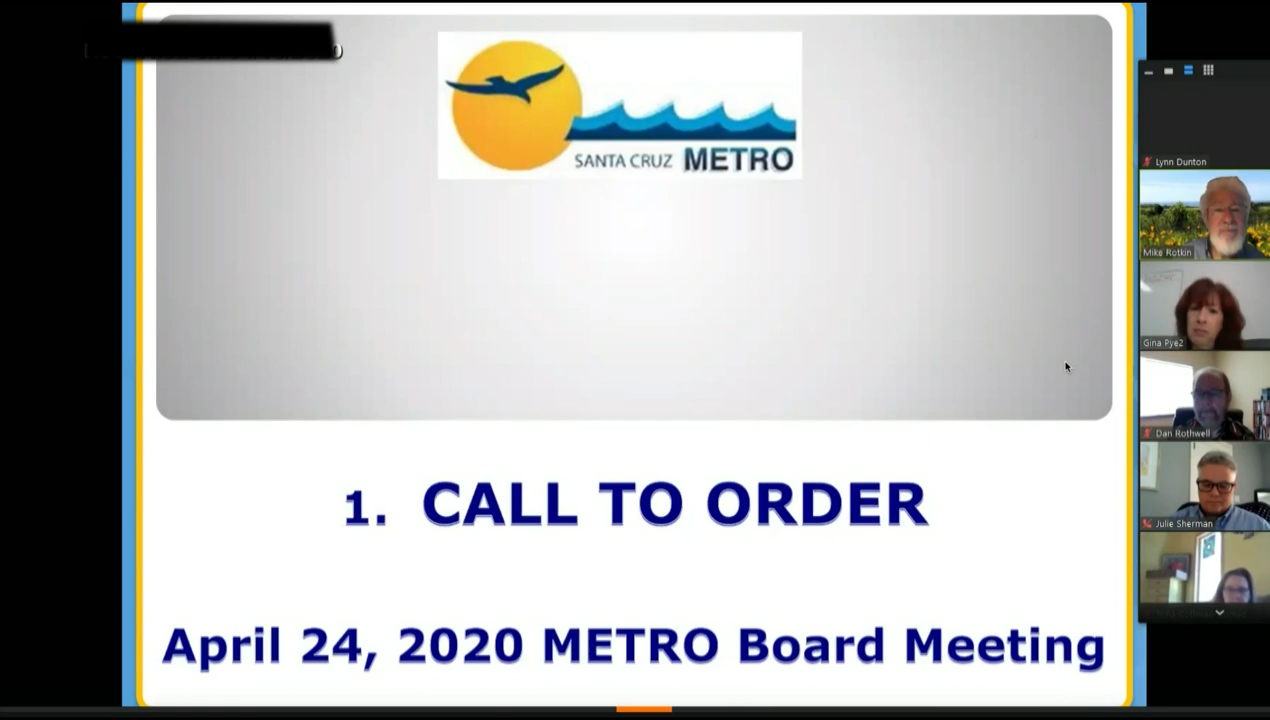 SANTA CRUZ METRO
1. CALL TO ORDER
April 24, 2020 METRO Board Meeting
Lynn Dunton
Mike Rotkin
Gina Pye2
Dan Rothwell
Julie Sherman